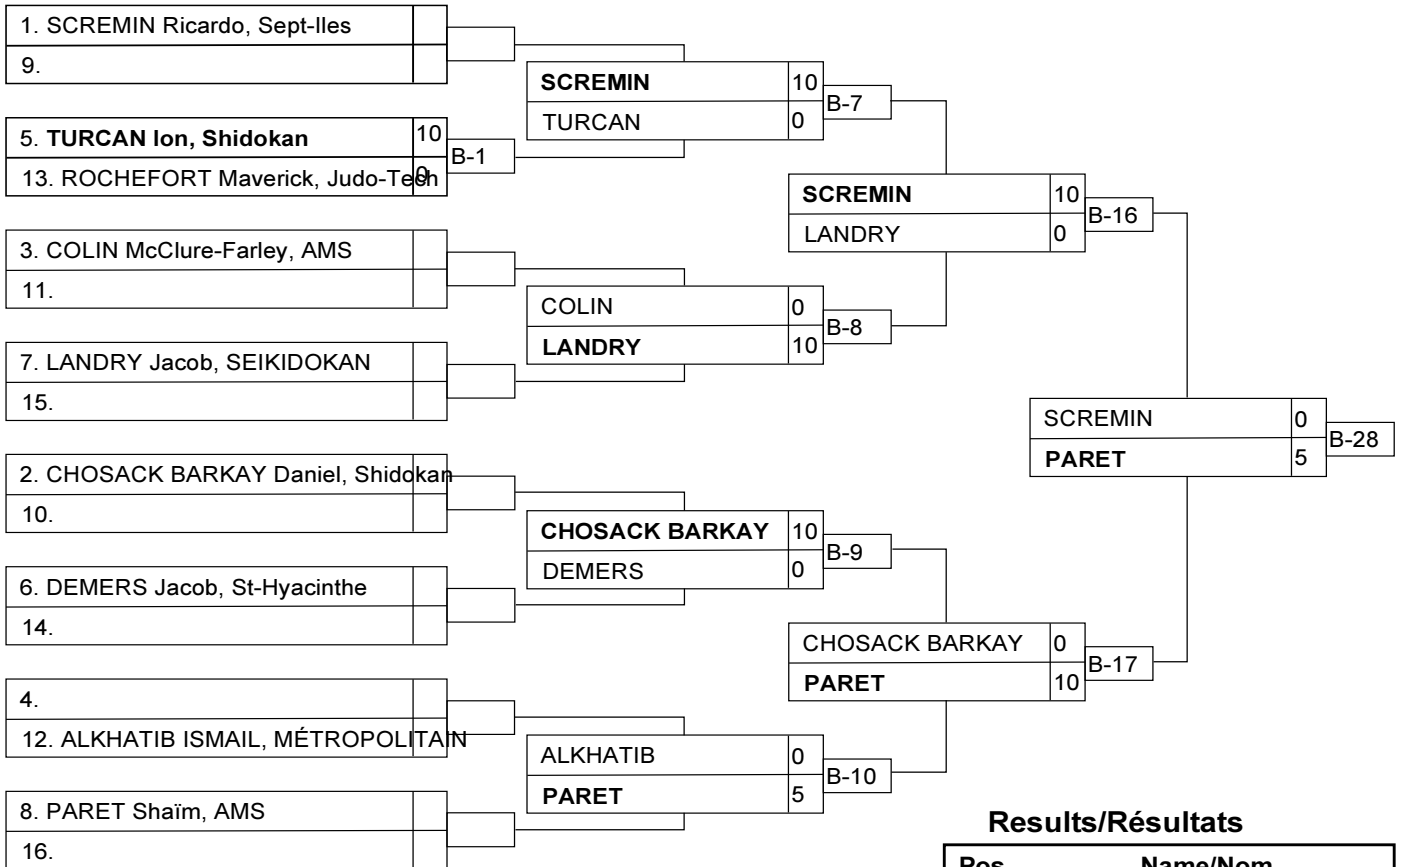 1. SCREMIN Ricardo, Sept-Iles
9.
5. TURCAN Ion, Shidokan 10
13. ROCHEFORT Maverick, Judo-Tech 0
B-1
3. COLIN McClure-Farley, AMS
11.
7. LANDRY Jacob, SEIKIDOKAN
15.
2. CHOSACK BARKAY Daniel, Shidokan
10.
6. DEMERS Jacob, St-Hyacinthe
14.
4.
12. ALKHATIB ISMAIL, MÉTROPOLITAIN
8. PARET Shaïm, AMS
16.
SCREMIN 10
TURCAN 0
B-7
COLIN 0
LANDRY 10
B-8
CHOSACK BARKAY 10
DEMERS 0
B-9
ALKHATIB 0
PARET 5
B-10
SCREMIN 10
LANDRY 0
B-16
CHOSACK BARKAY 0
PARET 10
B-17
SCREMIN 0
PARET 5
B-28
Results/Résultats
Pos. Name/Nom